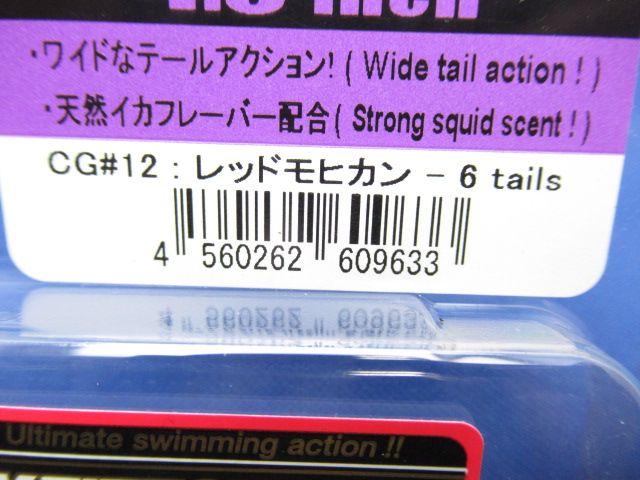 ・ワイドなテールアクション! ( Wide tail action ! )
・天然イカフレーバー配合( Strong squid scent ! )
CG#12 : レッドモヒカン - 6 tails
4 560262 609633
Ultimate swimming action !!